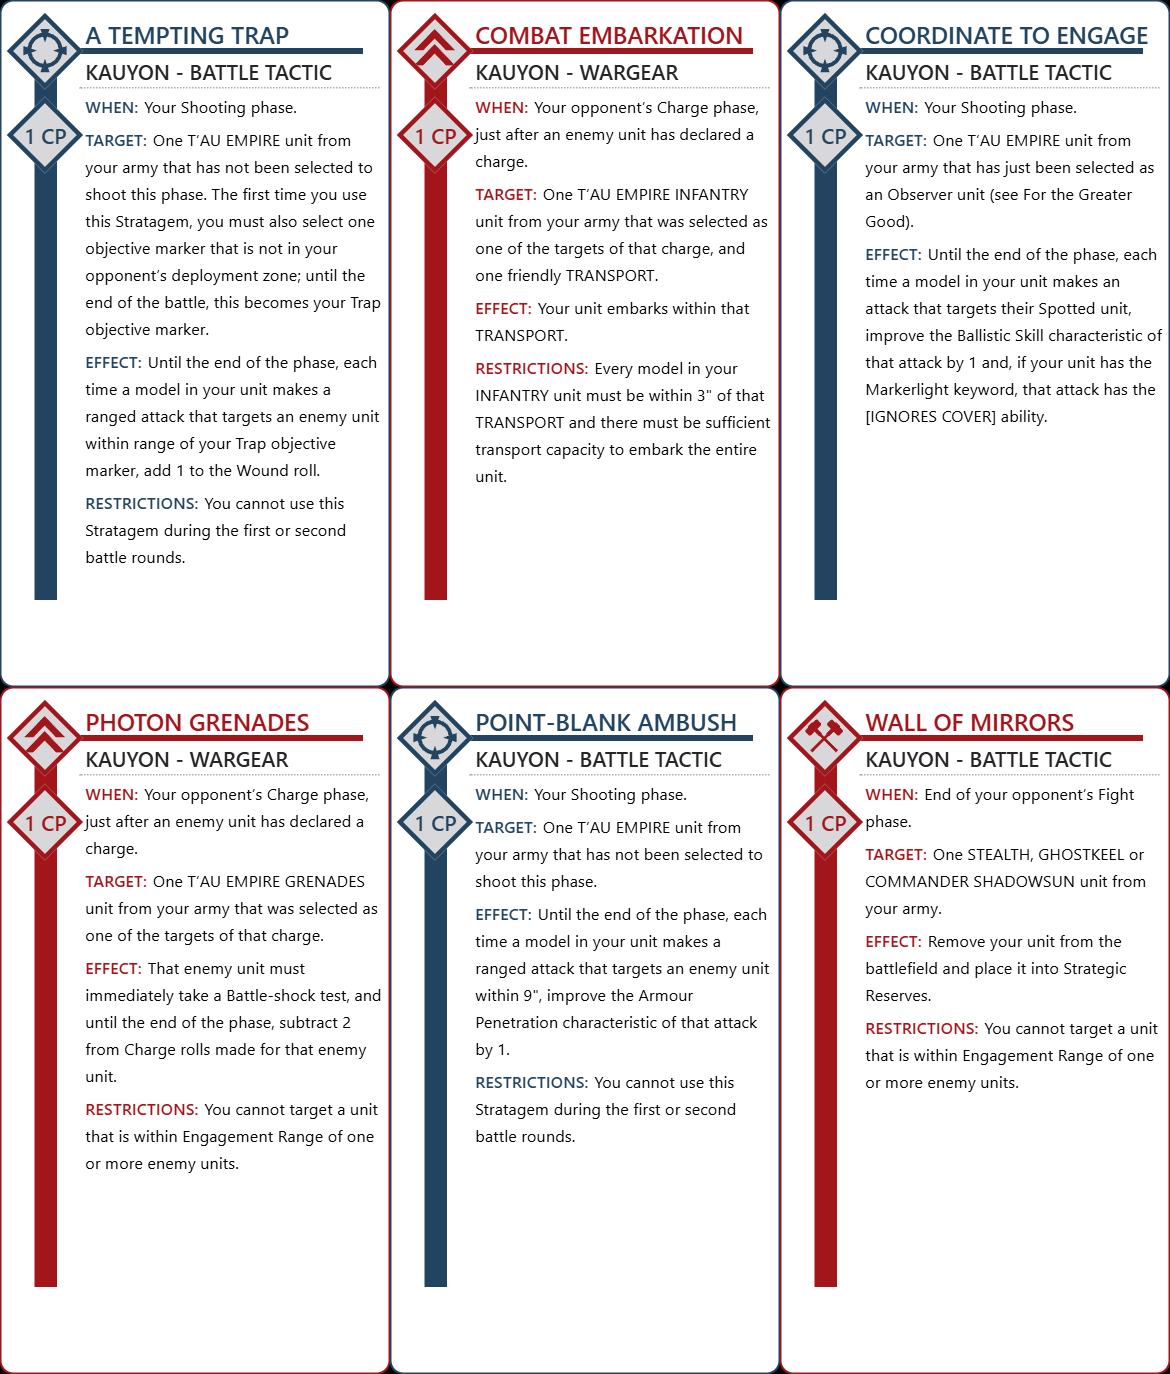 A TEMPTING TRAP
KAUYON - BATTLE TACTIC
1 CP
WHEN: Your Shooting phase.
TARGET: One T’AU EMPIRE unit from
your army that has not been selected to
shoot this phase. The first time you use
this Stratagem, you must also select one
objective marker that is not in your
opponent’s deployment zone; until the
end of the battle, this becomes your Trap
objective marker.
EFFECT: Until the end of the phase, each
time a model in your unit makes a
ranged attack that targets an enemy unit
within range of your Trap objective
marker, add 1 to the Wound roll.
RESTRICTIONS: You cannot use this
Stratagem during the first or second
battle rounds.
COMBAT EMBARKATION
KAUYON - WARGEAR
1 CP
WHEN: Your opponent’s Charge phase,
just after an enemy unit has declared a
charge.
TARGET: One T’AU EMPIRE INFANTRY
unit from your army that was selected as
one of the targets of that charge, and
one friendly TRANSPORT.
EFFECT: Your unit embarks within that
TRANSPORT.
RESTRICTIONS: Every model in your
INFANTRY unit must be within 3" of that
TRANSPORT and there must be sufficient
transport capacity to embark the entire
unit.
COORDINATE TO ENGAGE
KAUYON - BATTLE TACTIC
1 CP
WHEN: Your Shooting phase.
TARGET: One T’AU EMPIRE unit from
your army that has just been selected as
an Observer unit (see For the Greater
Good).
EFFECT: Until the end of the phase, each
time a model in your unit makes an
attack that targets their Spotted unit,
improve the Ballistic Skill characteristic of
that attack by 1 and, if your unit has the
Markerlight keyword, that attack has the
[IGNORES COVER] ability.
PHOTON GRENADES
KAUYON - WARGEAR
1 CP
WHEN: Your opponent’s Charge phase,
just after an enemy unit has declared a
charge.
TARGET: One T’AU EMPIRE GRENADES
unit from your army that was selected as
one of the targets of that charge.
EFFECT: That enemy unit must
immediately take a Battle-shock test, and
until the end of the phase, subtract 2
from Charge rolls made for that enemy
unit.
RESTRICTIONS: You cannot target a unit
that is within Engagement Range of one
or more enemy units.
POINT-BLANK AMBUSH
KAUYON - BATTLE TACTIC
1 CP
WHEN: Your Shooting phase.
TARGET: One T’AU EMPIRE unit from
your army that has not been selected to
shoot this phase.
EFFECT: Until the end of the phase, each
time a model in your unit makes a
ranged attack that targets an enemy unit
within 9", improve the Armour
Penetration characteristic of that attack
by 1.
RESTRICTIONS: You cannot use this
Stratagem during the first or second
battle rounds.
WALL OF MIRRORS
KAUYON - BATTLE TACTIC
1 CP
WHEN: End of your opponent’s Fight
phase.
TARGET: One STEALTH, GHOSTKEEL or
COMMANDER SHADOWSUN unit from
your army.
EFFECT: Remove your unit from the
battlefield and place it into Strategic
Reserves.
RESTRICTIONS: You cannot target a unit
that is within Engagement Range of one
or more enemy units.